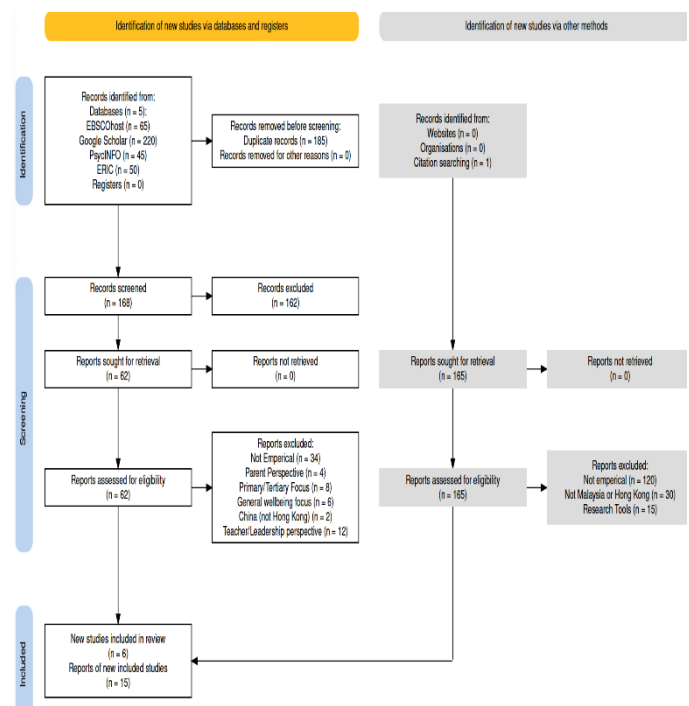 Identification of new studies via databases and registers
Identification of new studies via other methods
Identification
Records identified from:
Databases (n = 5):
EBSCOhost (n = 65)
Google Scholar (n = 220)
PsycINFO (n = 45)
ERIC (n = 50)
Registers (n = 0)
Records removed before screening:
Duplicate records (n = 185)
Records removed for other reasons (n = 0)
Records identified from:
Websites (n = 0)
Organisations (n = 0)
Citation searching (n = 1)
Screening
Records screened
(n = 168)
Records excluded
(n = 162)
Reports sought for retrieval
(n = 62)
Reports not retrieved
(n = 0)
Reports sought for retrieval
(n = 165)
Reports not retrieved
(n = 0)
Reports assessed for eligibility
(n = 62)
Reports excluded:
Not Emperical (n = 34)
Parent Perspective (n = 4)
Primary/Tertiary Focus (n = 8)
General wellbeing focus (n = 6)
China (not Hong Kong) (n = 2)
Teacher/Leadership perspective (n = 12)
Reports assessed for eligibility
(n = 165)
Reports excluded:
Not emperical (n = 120)
Not Malaysia or Hong Kong (n = 30)
Research Tools (n = 15)
Included
New studies included in review
(n = 6)
Reports of new included studies
(n = 15)